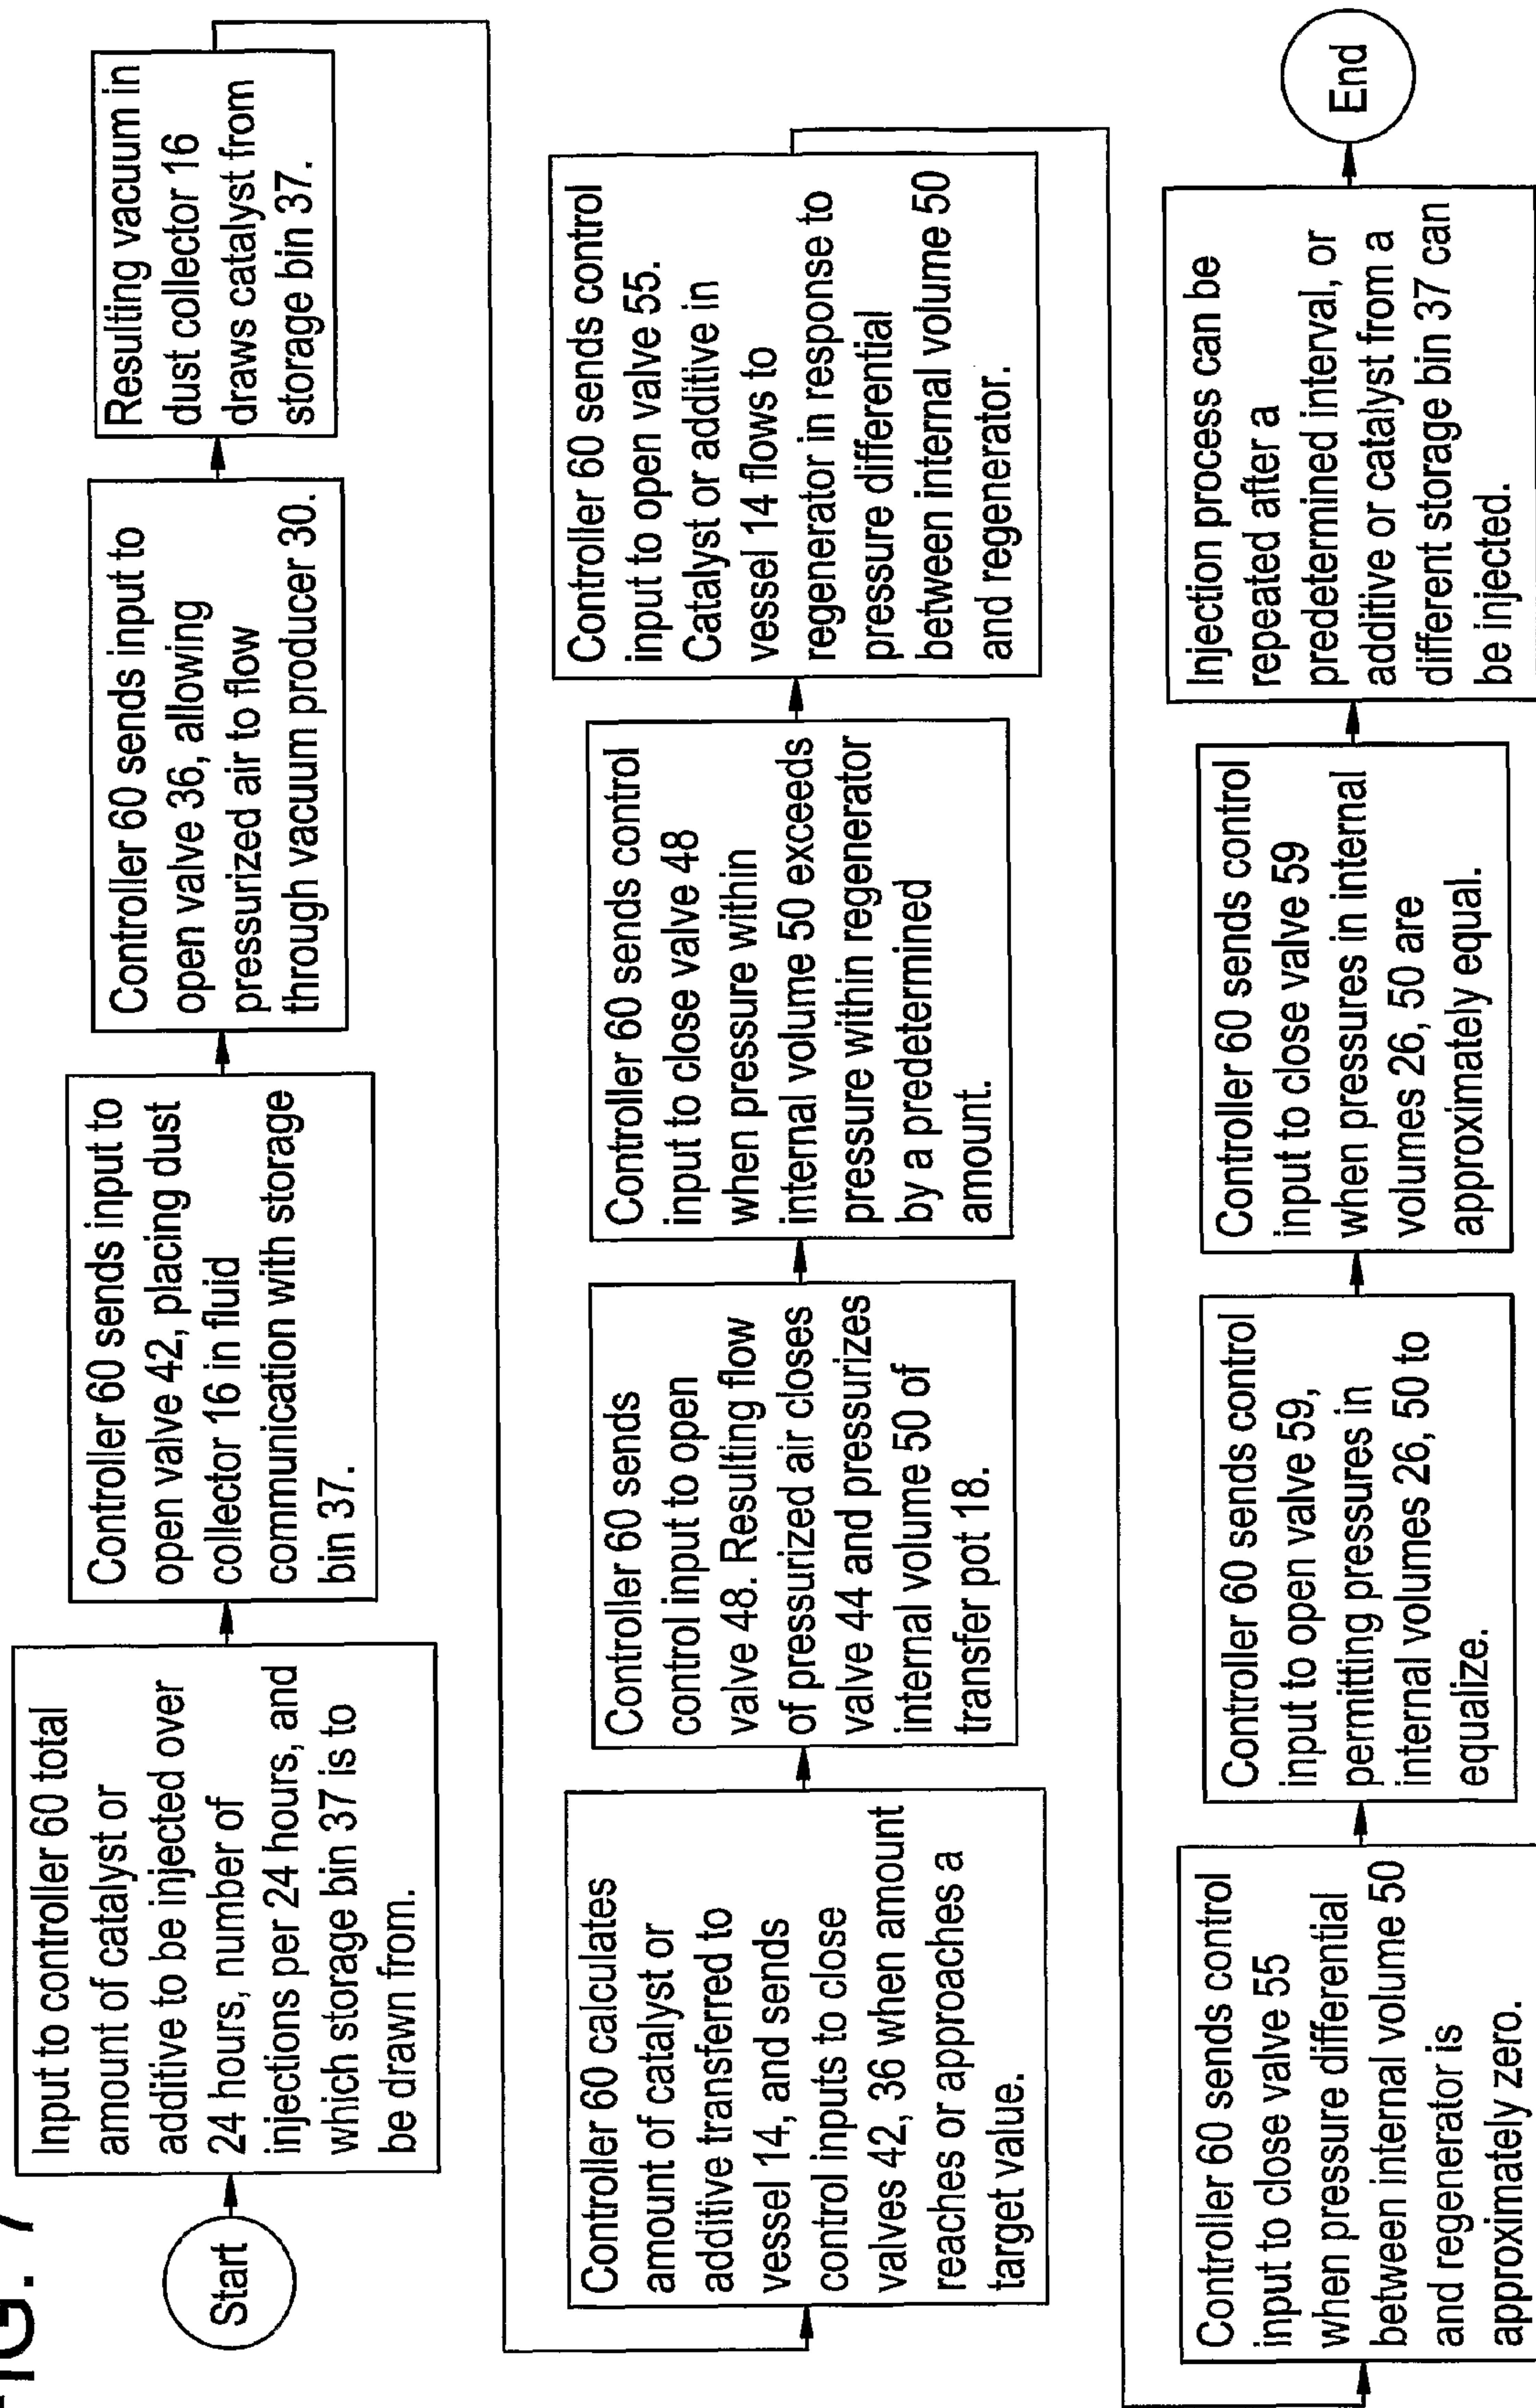 FIG. 7
Start
Input to controller 60 total
amount of catalyst or
additive to be injected over
24 hours, number of
injections per 24 hours, and
which storage bin 37 is to
be drawn from.
Controller 60 sends input to
open valve 42, placing dust
collector 16 in fluid
communication with storage
bin 37.
Controller 60 sends input to
open valve 36, allowing
pressurized air to flow
through vacuum producer 30.
Resulting vacuum in
dust collector 16
draws catalyst from
storage bin 37.
Controller 60 calculates
amount of catalyst or
additive transferred to
vessel 14, and sends
control inputs to close
valves 42, 36 when amount
reaches or approaches a
target value.
Controller 60 sends
control input to open
valve 48. Resulting flow
of pressurized air closes
valve 44 and pressurizes
internal volume 50 of
transfer pot 18.
Controller 60 sends control
input to close valve 48
when pressure within
internal volume 50 exceeds
pressure within regenerator
by a predetermined
amount.
Controller 60 sends control
input to open valve 55.
Catalyst or additive in
vessel 14 flows to
regenerator in response to
pressure differential
between internal volume 50
and regenerator.
Controller 60 sends control
input to close valve 55
when pressure differential
between internal volume 50
and regenerator is
approximately zero.
Controller 60 sends control
input to open valve 59,
permitting pressures in
internal volumes 26, 50 to
equalize.
Controller 60 sends control
input to close valve 59
when pressures in internal
volumes 26, 50 are
approximately equal.
Injection process can be
repeated after a
predetermined interval, or
additive or catalyst from a
different storage bin 37 can
be injected.
End